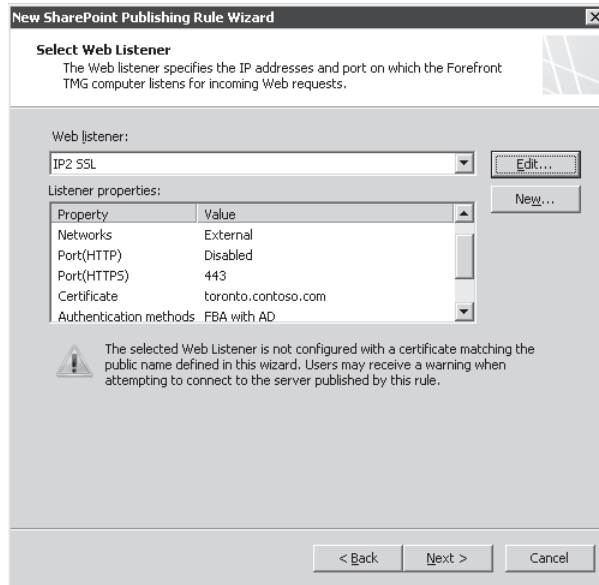 New SharePoint Publishing Rule Wizard
Select Web Listener
The Web listener specifies the IP addresses and port on which the Forefront
TMG computer listens for incoming Web requests.
Web listener:
IP2 SSL
Edit...
Listener properties:
New...
Property Value
Networks External
Port(HTTP) Disabled
Port(HTTPS) 443
Certificate toronto.contoso.com
Authentication methods FBA with AD
The selected Web Listener is not configured with a certificate matching the
public name defined in this wizard. Users may receive a warning when
attempting to connect to the server published by this rule.
< Back Next > Cancel